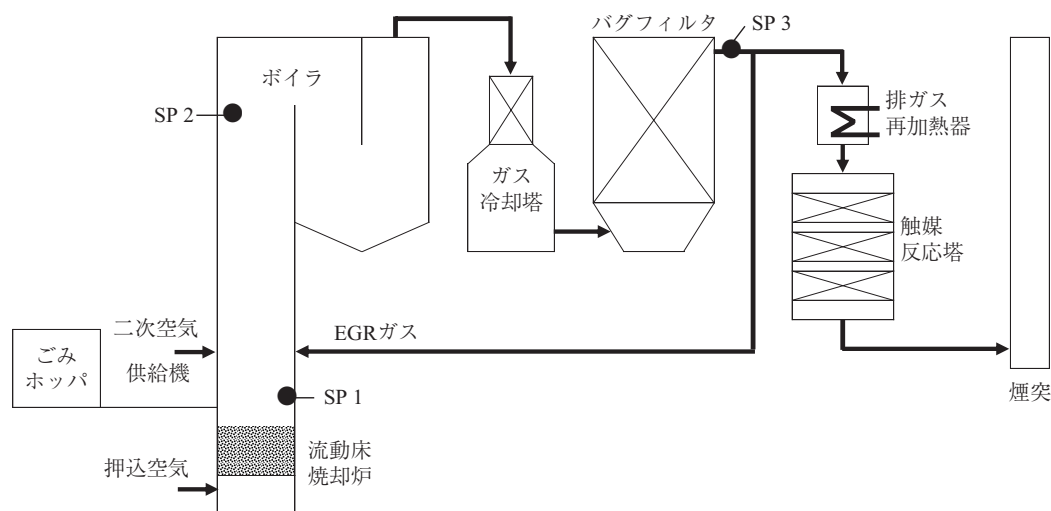 バグフィルタ
SP 3
ボイラ
SP 2
排ガス
再加熱器
ガス
冷却塔
触媒
反応塔
二次空気
EGRガス
ごみ
ホッパ
供給機
SP 1
煙突
押込空気
流動床
焼却炉